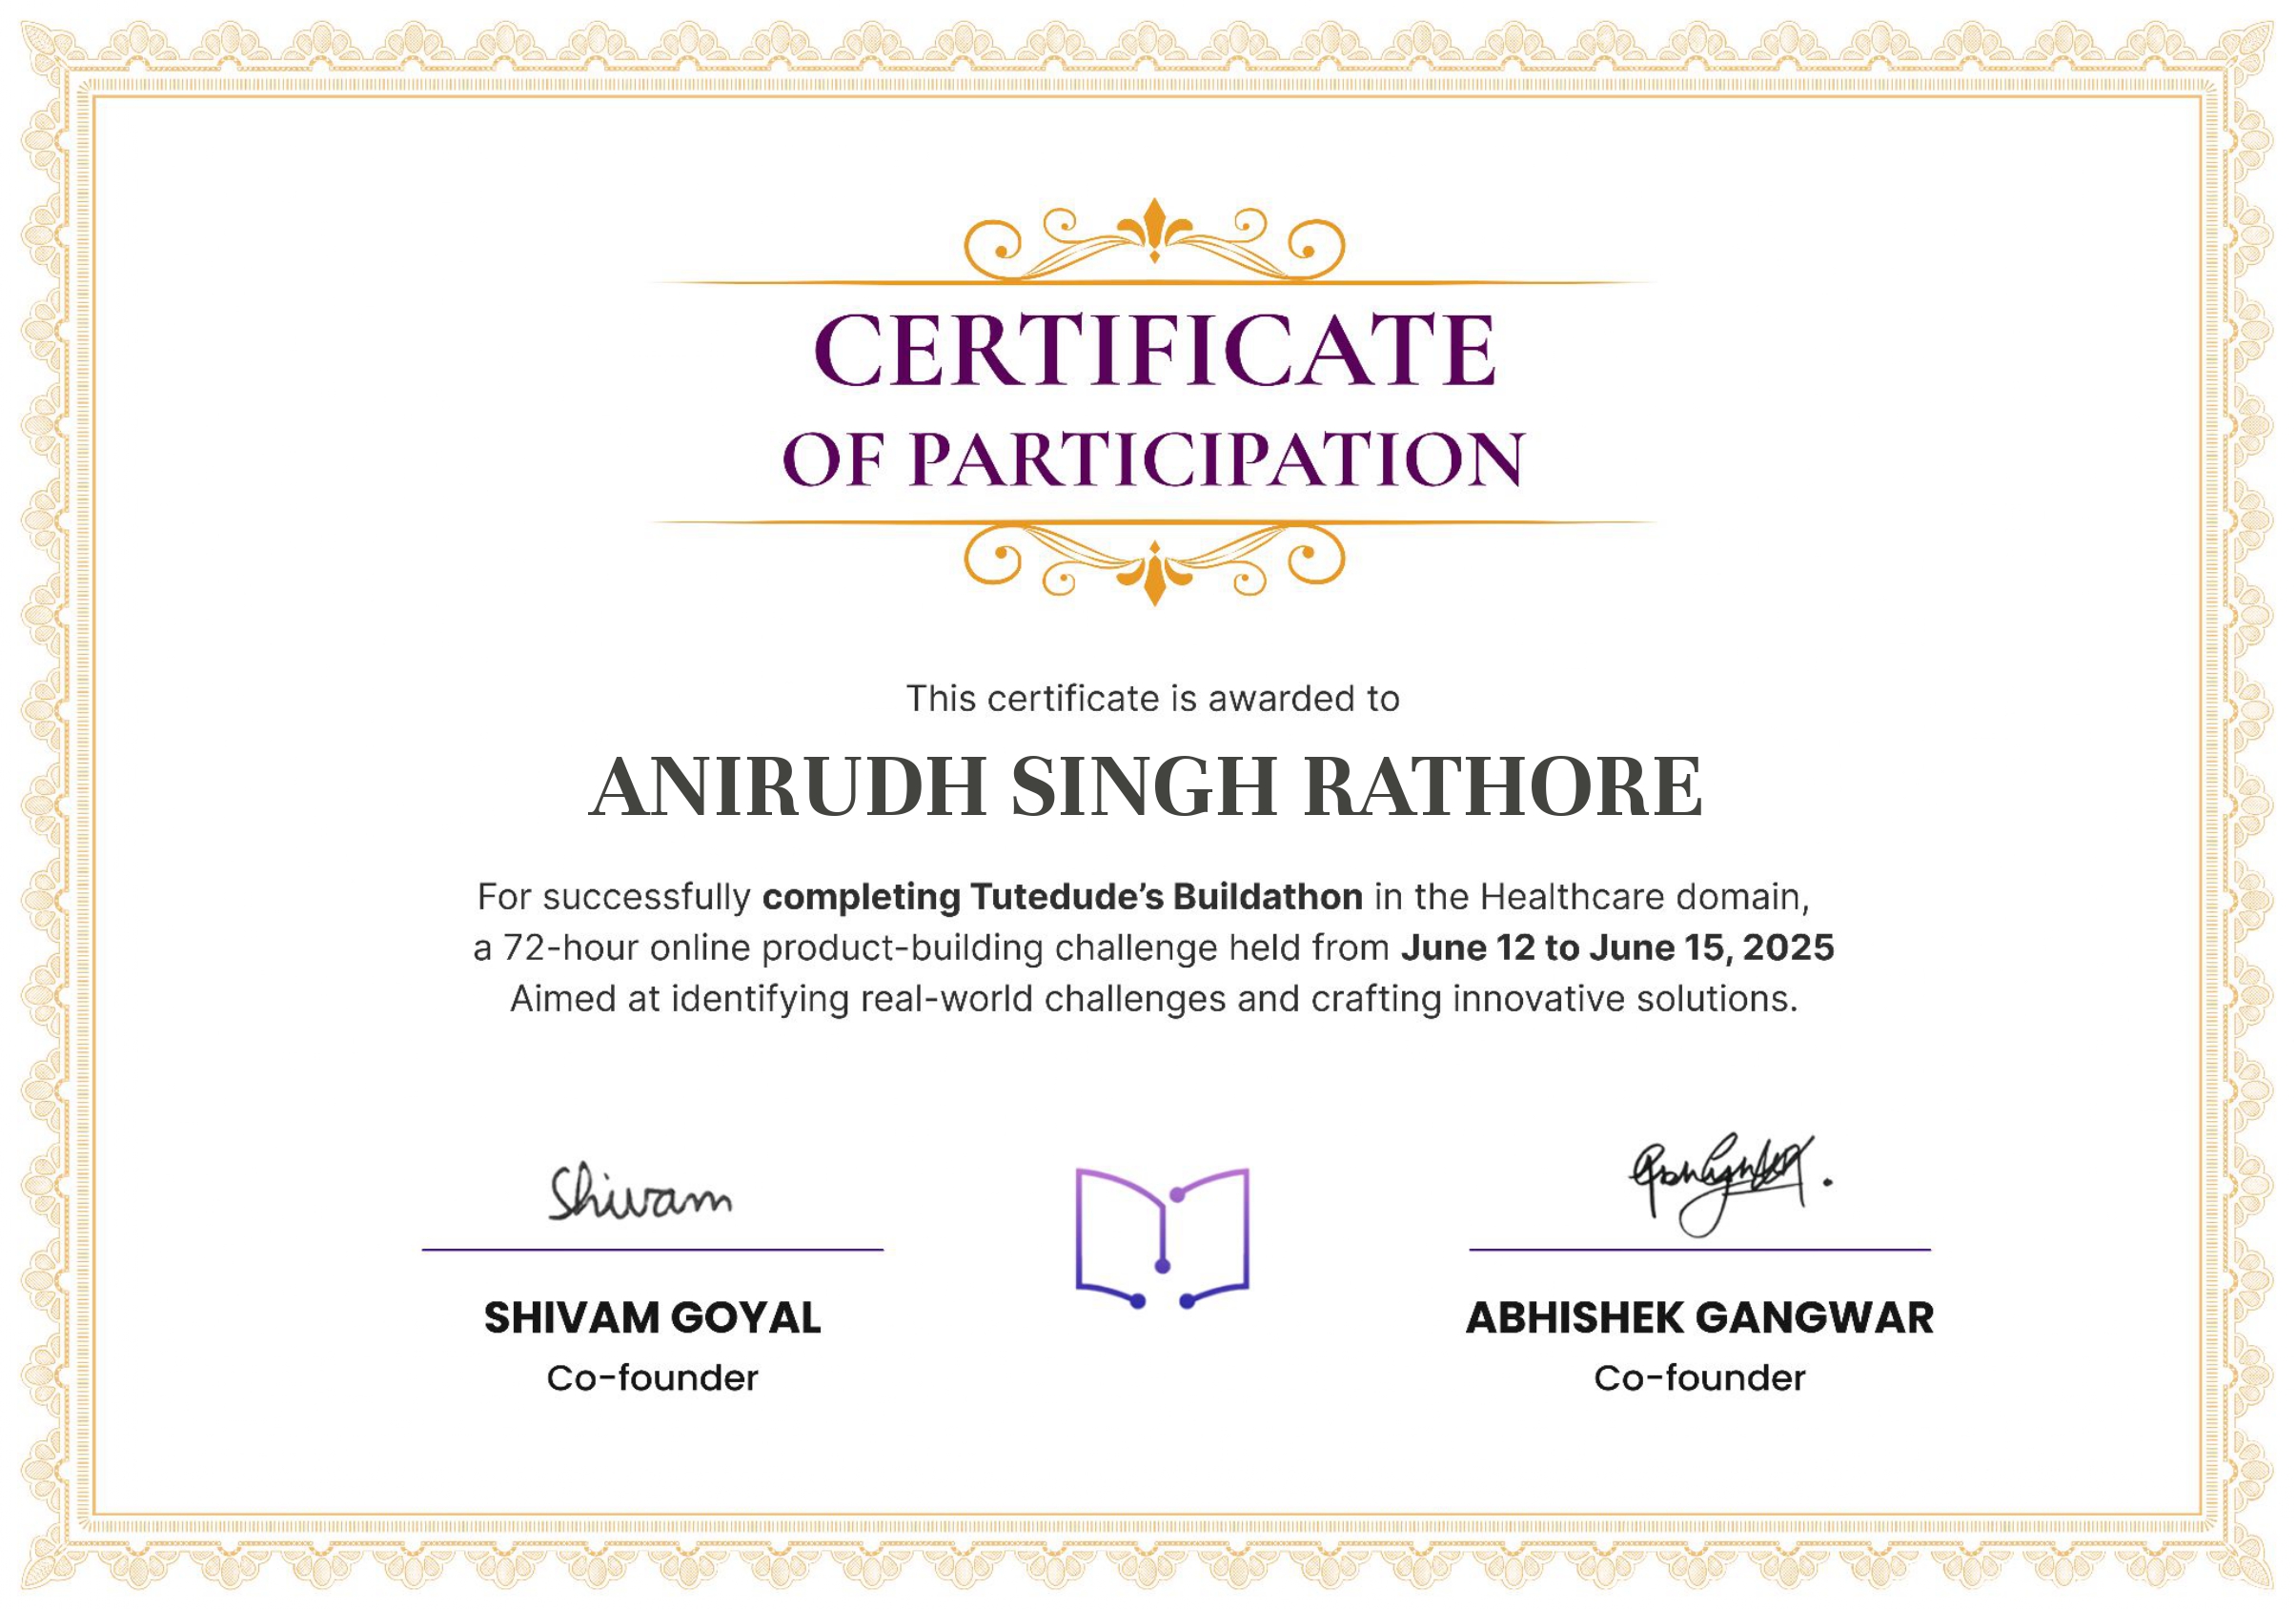 CERTIFICATE
OF PARTICIPATION
This certificate is awarded to
ANIRUDH SINGH RATHORE
For successfully completing Tutedude’s Buildathon in the Healthcare domain,
a 72-hour online product-building challenge held from June 12 to June 15, 2025
Aimed at identifying real-world challenges and crafting innovative solutions.
Shivam
SHIVAM GOYAL
Co-founder
ABHISHEK GANGWAR
Co-founder